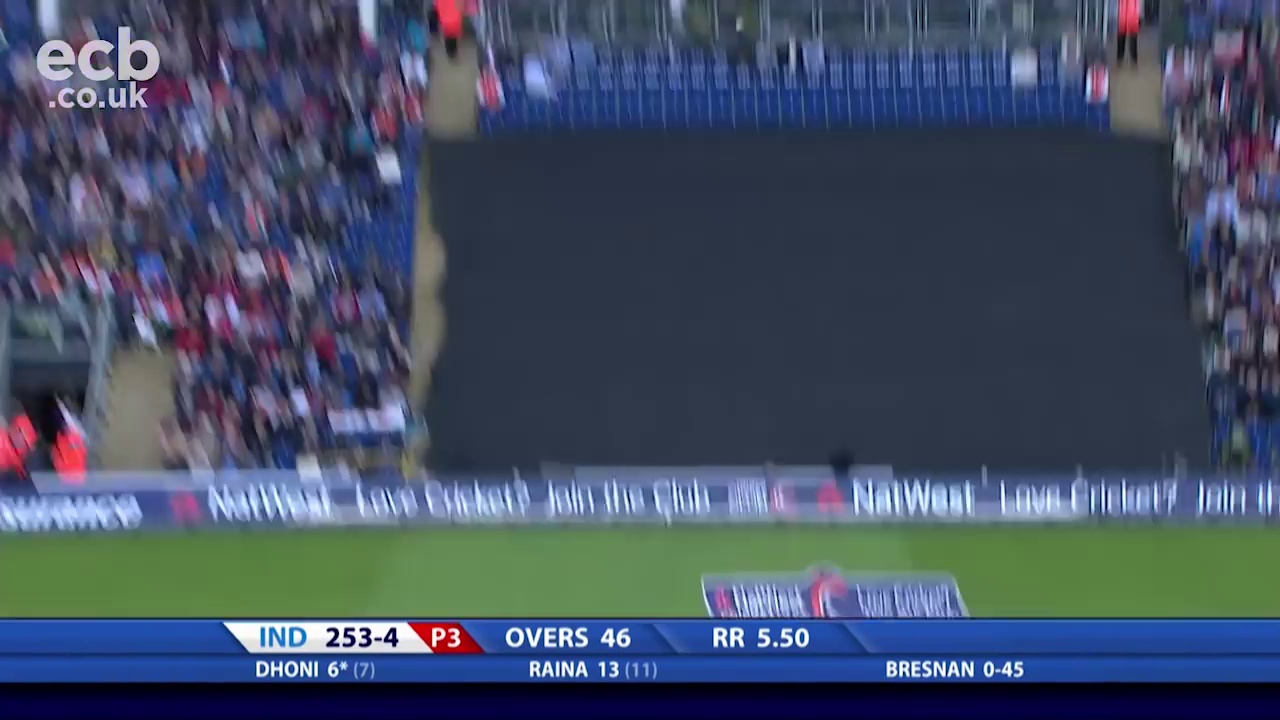 ecb
.co.uk
NatWest Love Cricket? Join the Club NatWest Love Cricket? Join
IND 253-4 P3 OVERS 46 RR 5.50
DHONI 6* (7) RAINA 13 (11) BRESNAN 0-45